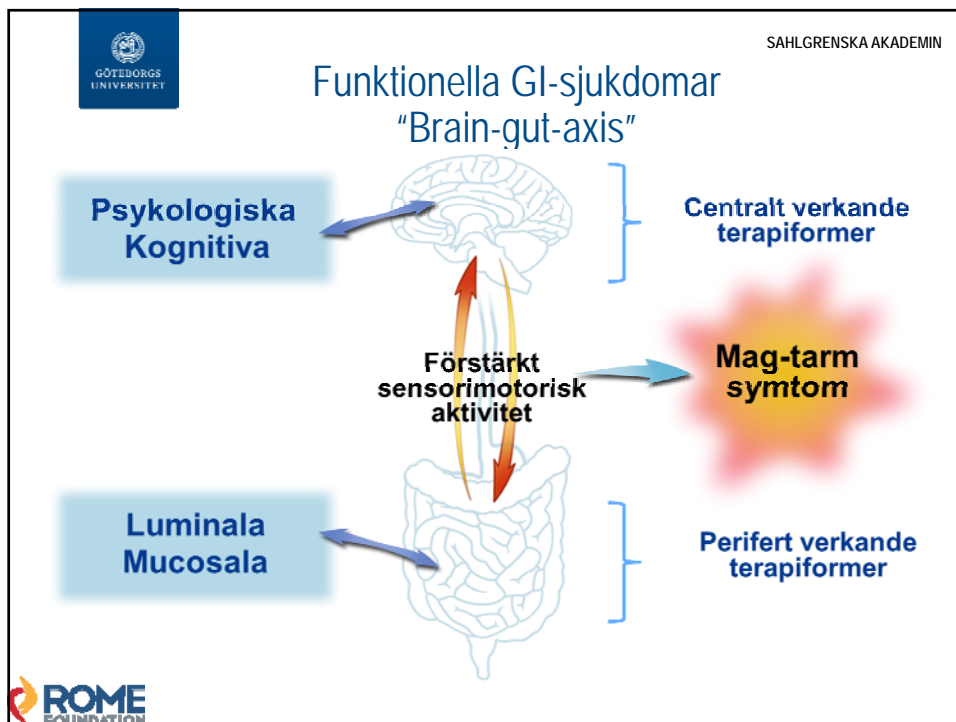 GÖTEBORGS
UNIVERSITET
SAHLGRENSKA AKADEMIN
Funktionella GI-sjukdomar
“Brain-gut-axis”
Psykologiska
Kognitiva
Centralt verkande
terapiformer
Förstärkt
sensorimotorisk
aktivitet
Mag-tarm
symtom
Luminala
Mucosala
Perifert verkande
terapiformer
ROME
FOUNDATION